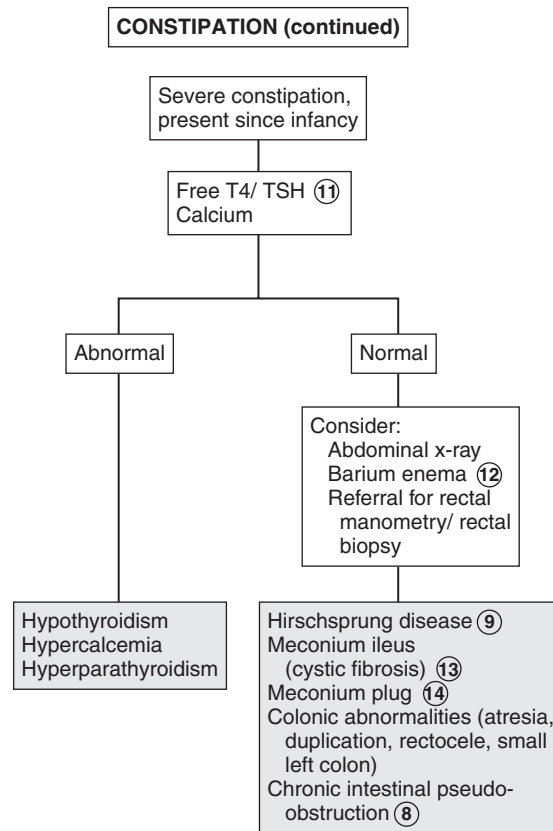 CONSTIPATION (continued)
Severe constipation,
present since infancy
Free T4/ TSH 11
Calcium
Abnormal
Normal
Consider:
Abdominal x-ray
Barium enema 12
Referral for rectal
manometry/ rectal
biopsy
Hypothyroidism
Hypercalcemia
Hyperparathyroidism
Hirschsprung disease 9
Meconium ileus
(cystic fibrosis) 13
Meconium plug 14
Colonic abnormalities (atresia,
duplication, rectocele, small
left colon)
Chronic intestinal pseudo-
obstruction 8